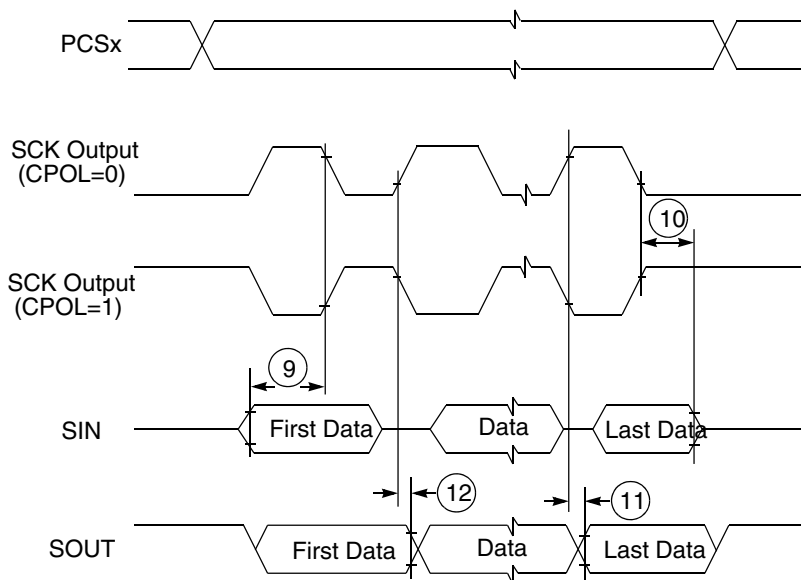 PCSx
SCK Output
(CPOL=0)
10
SCK Output
(CPOL=1)
9
SIN
First Data
Data
Last Data
12
11
SOUT
First Data
Data
Last Data